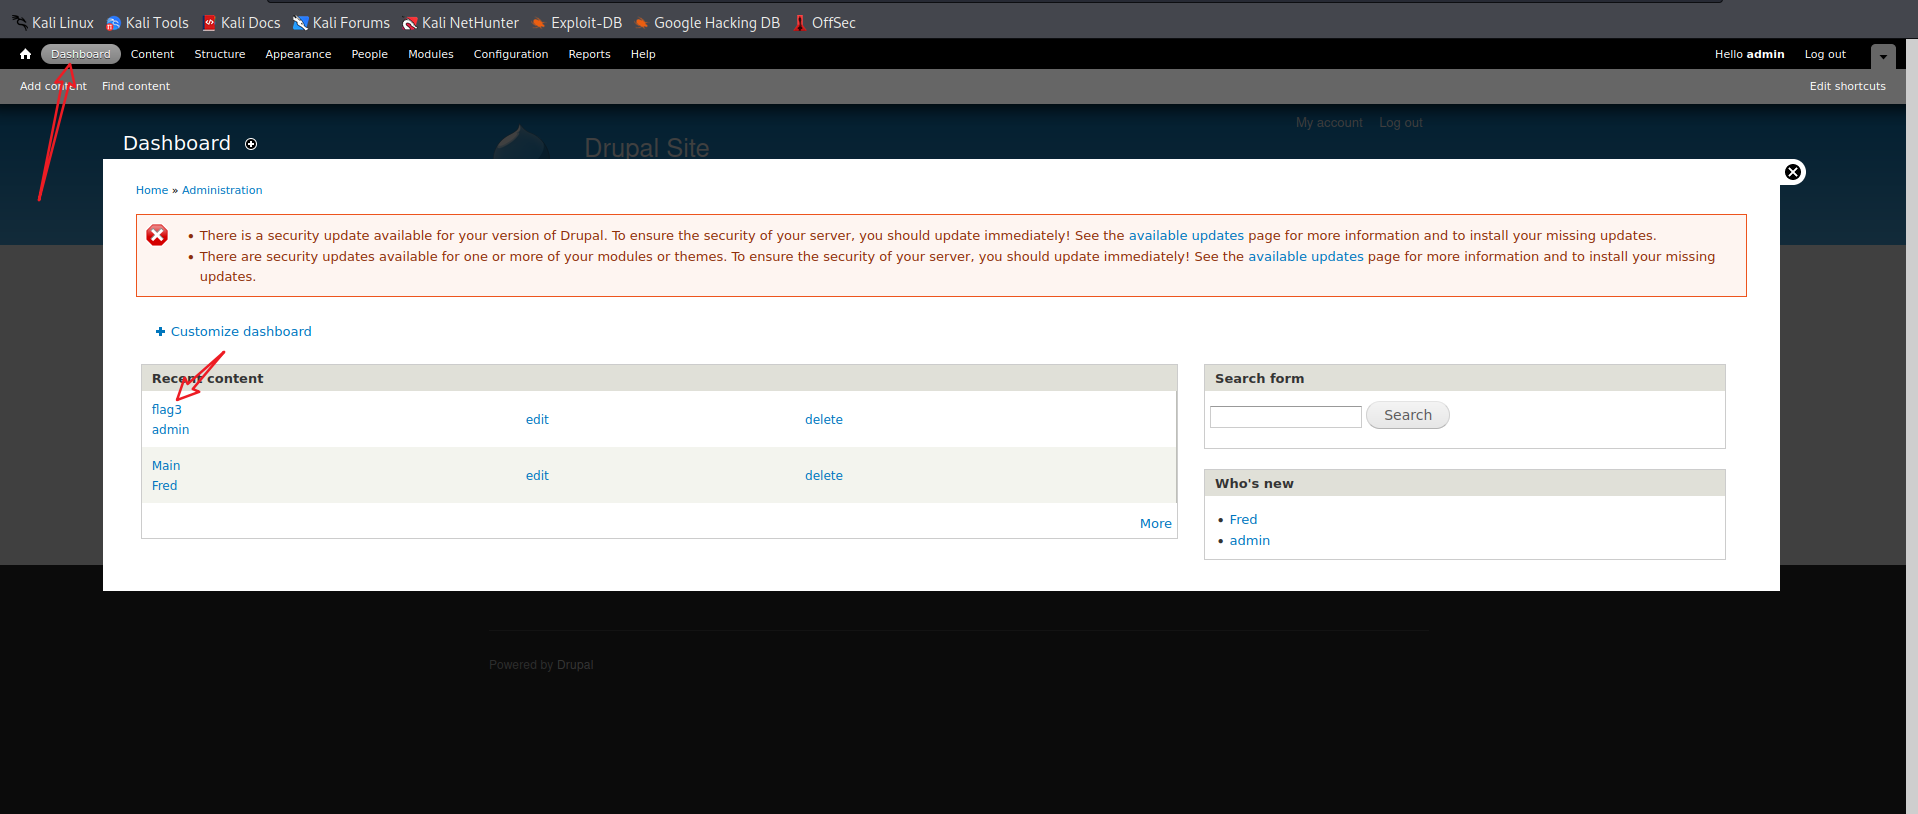 Kali Linux Kali Tools Kali Docs Kali Forums Kali NetHunter Exploit-DB Google Hacking DB OffSec
Dashboard Content Structure Appearance People Modules Configuration Reports Help Hello admin Log out
Add content Find content Edit shortcuts
My account Log out
Dashboard
Drupal Site
Home » Administration
• There is a security update available for your version of Drupal. To ensure the security of your server, you should update immediately! See the available updates page for more information and to install your missing updates.
• There are security updates available for one or more of your modules or themes. To ensure the security of your server, you should update immediately! See the available updates page for more information and to install your missing
updates.
Customize dashboard
Recent content
flag3
admin
edit delete
Main
Fred
edit delete
More
Search form
Search
Who's new
• Fred
• admin
Powered by Drupal